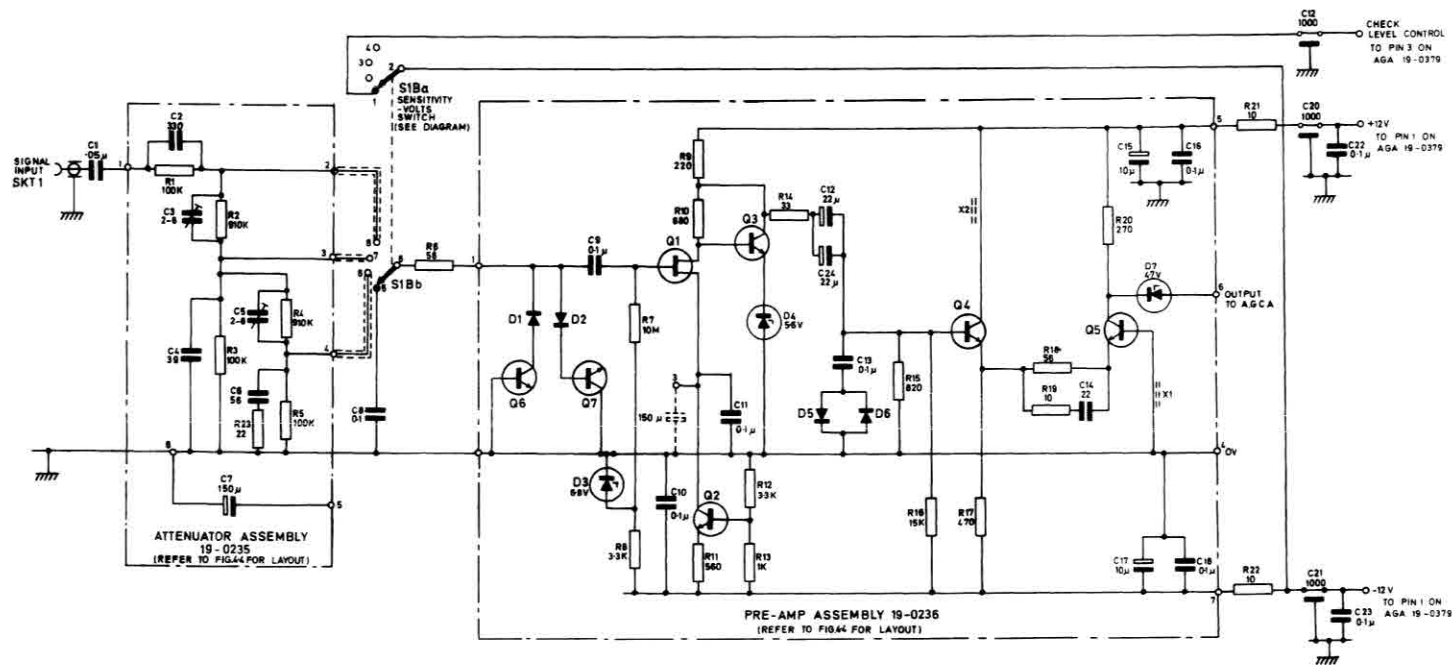 C12
1000
CHECK
LEVEL CONTROL
TO PIN 3 ON
AGA 19-0379
4
3
2
1
S1Ba
SENSITIVITY
-VOLTS
SWITCH
(SEE DIAGRAM)
R21
10
C20
1000
+12V
TO PIN 1 ON
AGA 19-0379
C22
0·1µ
5
C2
330
C1
·05µ
SIGNAL
INPUT
SKT 1
1
R1
100K
2
C3
2-8
R2
910K
3
8
7
6
5
6
S1Bb
R6
56
1
C5
2-8
R4
910K
4
C4
39
R3
100K
C6
56
R23
22
R5
100K
C8
0·1
6
C7
150µ
5
ATTENUATOR ASSEMBLY
19-0235
(REFER TO FIG.44 FOR LAYOUT)
R9
220
R10
680
Q1
Q3
R14
33
C12
22µ
C24
22µ
C9
0·1µ
D1
D2
R7
10M
D4
5·6V
Q6
Q7
3
150µ
C11
0·1µ
C13
0·1µ
D5
D6
R15
820
Q4
X2
C15
10µ
C16
0·1µ
R20
270
D7
47V
6
OUTPUT
TO A.G.C.A
Q5
R18*
56
R19
10
C14
22
X1
4
0V
D3
6·8V
C10
0·1µ
Q2
R12
3·3K
R8
3·3K
R11
560
R13
1K
R16
15K
R17
470
C17
10µ
C18
0·1µ
7
R22
10
C21
1000
-12V
TO PIN 1 ON
AGA 19-0379
C23
0·1µ
PRE-AMP ASSEMBLY 19-0236
(REFER TO FIG.44 FOR LAYOUT)